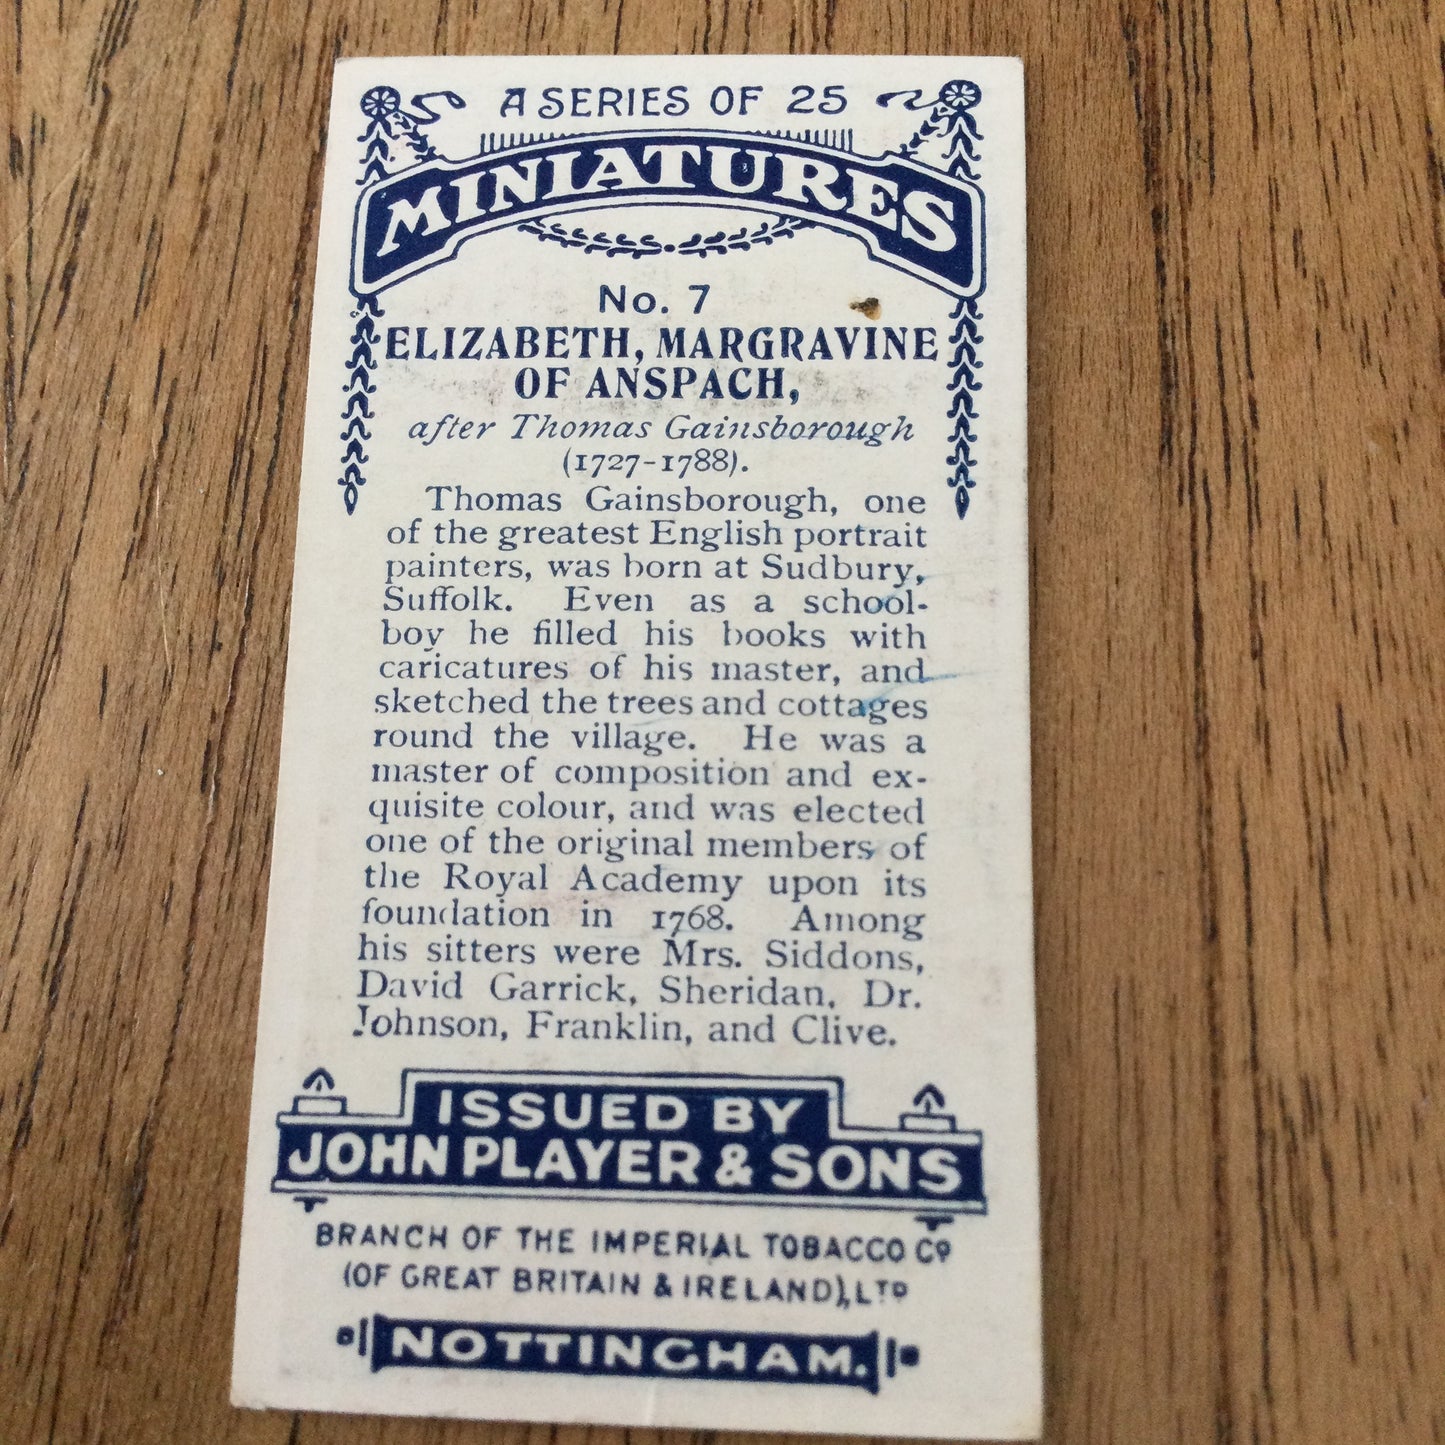 A SERIES OF 25
MINIATURES
No. 7
ELIZABETH, MARGRAVINE
OF ANSPACH,
after Thomas Gainsborough
(1727-1788).
Thomas Gainsborough, one
of the greatest English portrait
painters, was born at Sudbury,
Suffolk. Even as a school-
boy he filled his books with
caricatures of his master, and
sketched the trees and cottages
round the village. He was a
master of composition and ex-
quisite colour, and was elected
one of the original members of
the Royal Academy upon its
foundation in 1768. Among
his sitters were Mrs. Siddons,
David Garrick, Sheridan, Dr.
Johnson, Franklin, and Clive.
ISSUED BY
JOHN PLAYER & SONS
BRANCH OF THE IMPERIAL TOBACCO CO
(OF GREAT BRITAIN & IRELAND), LTD
NOTTINGHAM.